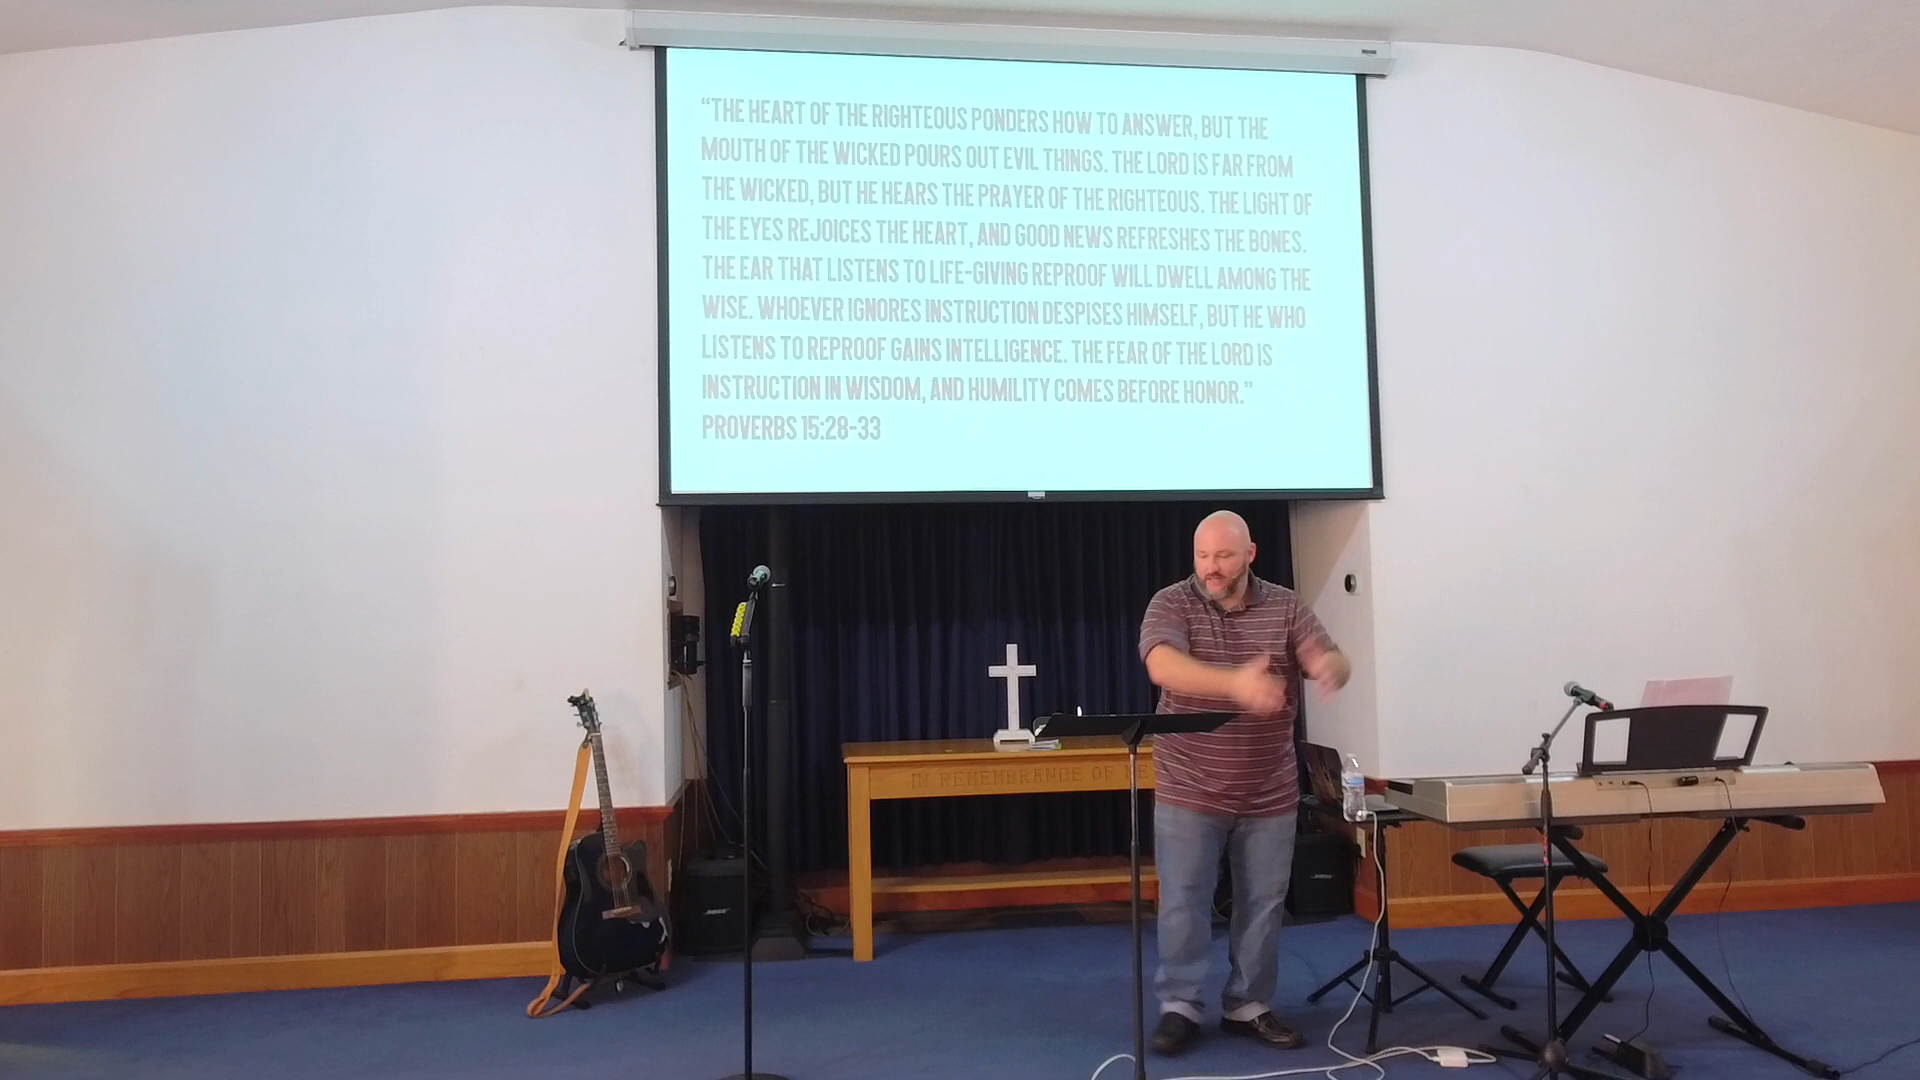 “THE HEART OF THE RIGHTEOUS PONDERS HOW TO ANSWER, BUT THE
MOUTH OF THE WICKED POURS OUT EVIL THINGS. THE LORD IS FAR FROM
THE WICKED, BUT HE HEARS THE PRAYER OF THE RIGHTEOUS. THE LIGHT OF
THE EYES REJOICES THE HEART, AND GOOD NEWS REFRESHES THE BONES.
THE EAR THAT LISTENS TO LIFE-GIVING REPROOF WILL DWELL AMONG THE
WISE. WHOEVER IGNORES INSTRUCTION DESPISES HIMSELF, BUT HE WHO
LISTENS TO REPROOF GAINS INTELLIGENCE. THE FEAR OF THE LORD IS
INSTRUCTION IN WISDOM, AND HUMILITY COMES BEFORE HONOR.”
PROVERBS 15:28-33
IN REMEMBRANCE OF ME
BOSE
BOSE